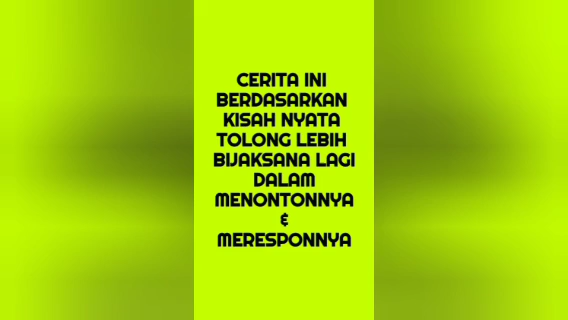 CERITA INI
BERDASARKAN
KISAH NYATA
TOLONG LEBIH
BIJAKSANA LAGI
DALAM
MENONTONNYA
&
MERESPONNYA